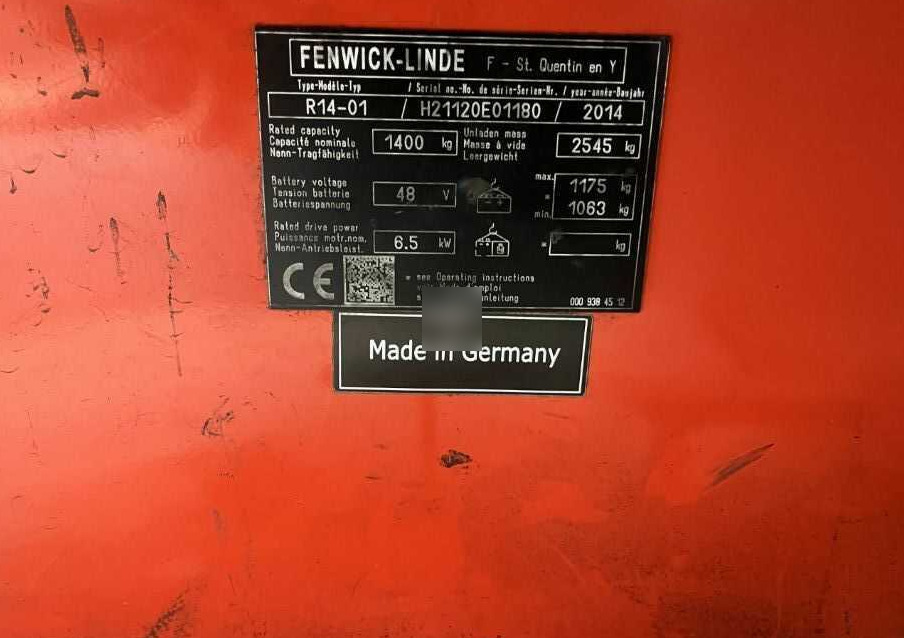 FENWICK-LINDE F - St. Quentin en Y
Type-Modèle-Typ / Serial no.-No. de série-Serien-Nr. / year-année-Baujahr
R14-01 / H21120E01180 / 2014
Rated capacity
Capacité nominale
Nenn-Tragfähigkeit
1400 kg
Unladen mass
Masse à vide
Leergewicht
2545 kg
Battery voltage
Tension batterie
Batteriespannung
48 V
max.
1175 kg
*
min.
1063 kg
Rated drive power
Puissance motr.nom.
Nenn-Antriebsleist.
6.5 kW
* kg
CE
* see Operating instructions
000 938 45 12
Made in Germany